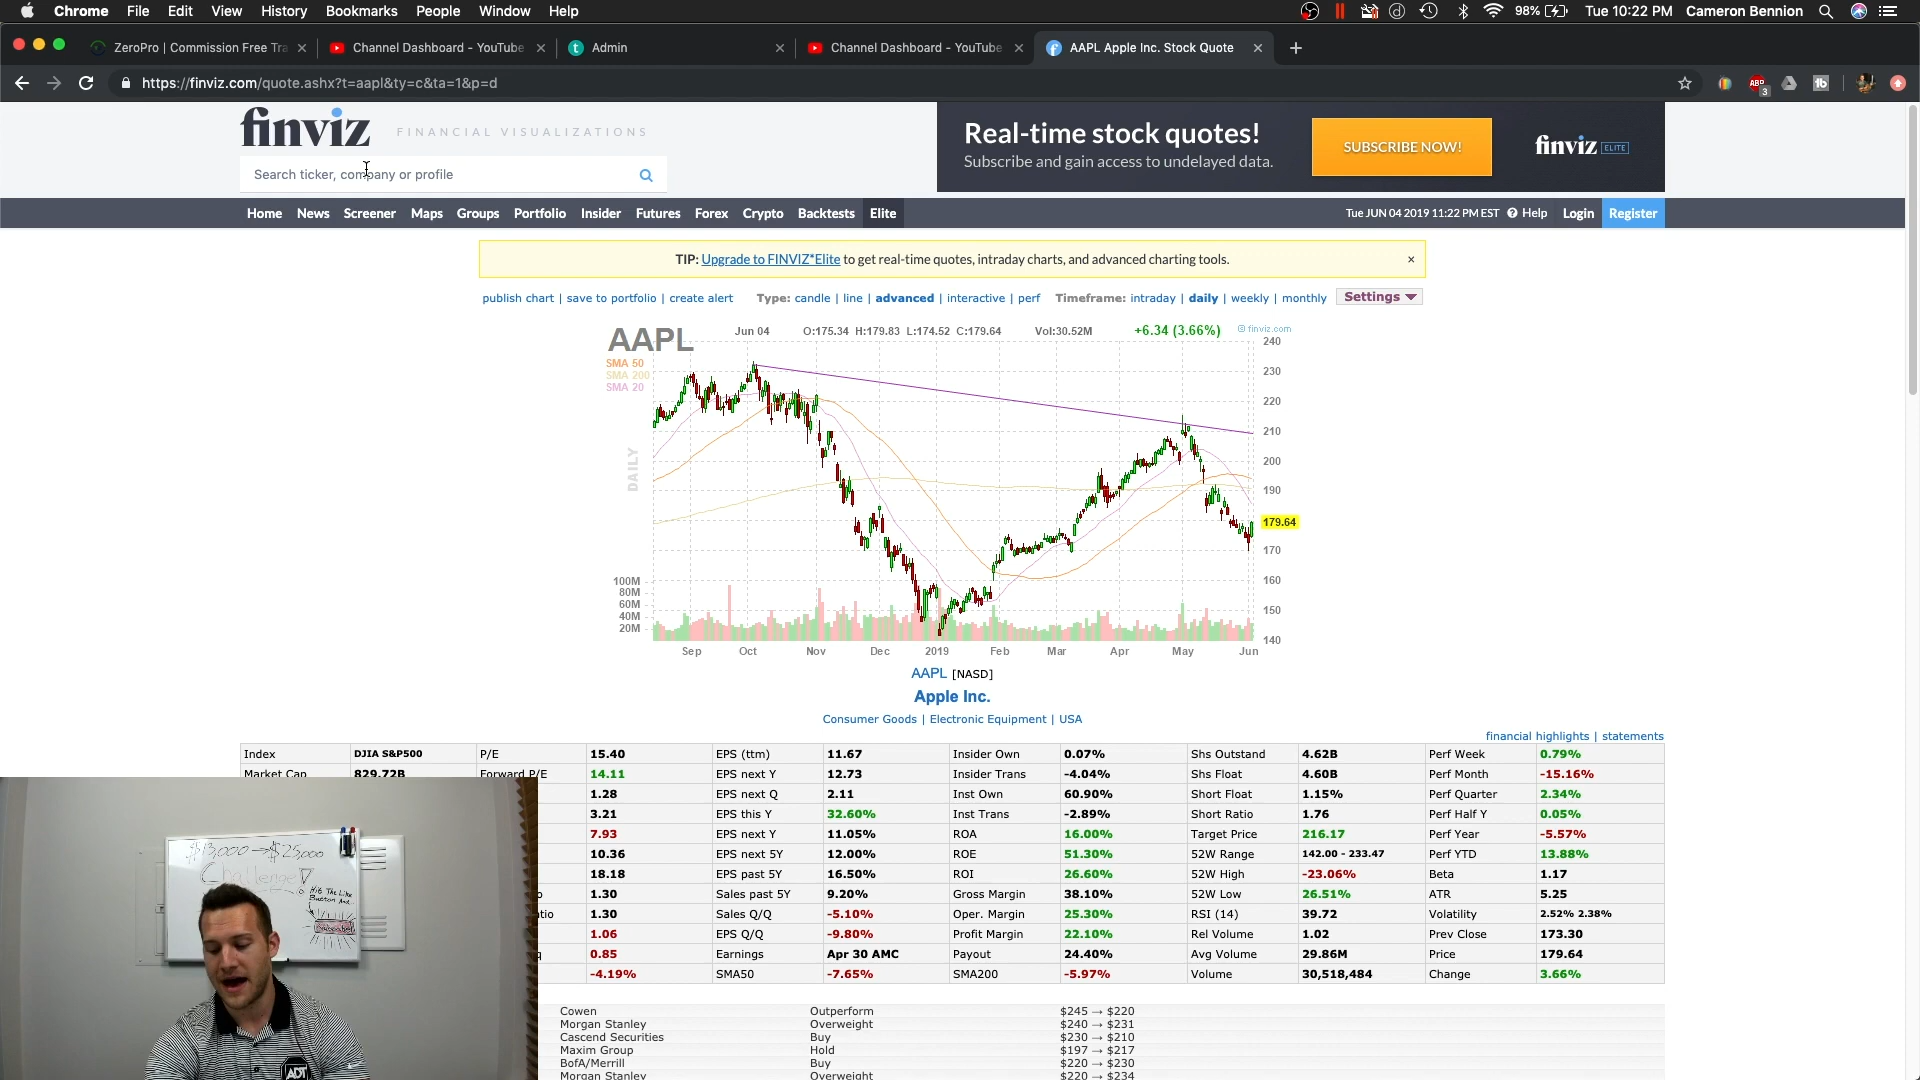 Chrome File Edit View History Bookmarks People Window Help 98% Tue 10:22 PM Cameron Bennion
ZeroPro | Commission Free Tra Channel Dashboard - YouTube Admin Channel Dashboard - YouTube AAPL Apple Inc. Stock Quote
https://finviz.com/quote.ashx?t=aapl&ty=c&ta=1&p=d
ABP 3 tb
finviz FINANCIAL VISUALIZATIONS
Search ticker, company or profile
Real-time stock quotes!
Subscribe and gain access to undelayed data.
SUBSCRIBE NOW!
finviz ELITE
Home News Screener Maps Groups Portfolio Insider Futures Forex Crypto Backtests Elite Tue JUN 04 2019 11:22 PM EST Help Login Register
TIP: Upgrade to FINVIZ*Elite to get real-time quotes, intraday charts, and advanced charting tools. ×
publish chart | save to portfolio | create alert Type: candle | line | advanced | interactive | perf Timeframe: intraday | daily | weekly | monthly Settings
AAPL Jun 04 O:175.34 H:179.83 L:174.52 C:179.64 Vol:30.52M +6.34 (3.66%) © finviz.com
SMA 50
SMA 200
SMA 20
DAILY
240
230
220
210
200
190
179.64
170
160
150
140
100M
80M
60M
40M
20M
Sep Oct Nov Dec 2019 Feb Mar Apr May Jun
AAPL [NASD]
Apple Inc.
Consumer Goods | Electronic Equipment | USA
financial highlights | statements
Index DJIA S&P500 P/E 15.40 EPS (ttm) 11.67 Insider Own 0.07% Shs Outstand 4.62B Perf Week 0.79%
Market Cap 829.72B Forward P/E 14.11 EPS next Y 12.73 Insider Trans -4.04% Shs Float 4.60B Perf Month -15.16%
1.28 EPS next Q 2.11 Inst Own 60.90% Short Float 1.15% Perf Quarter 2.34%
3.21 EPS this Y 32.60% Inst Trans -2.89% Short Ratio 1.76 Perf Half Y 0.05%
7.93 EPS next Y 11.05% ROA 16.00% Target Price 216.17 Perf Year -5.57%
10.36 EPS next 5Y 12.00% ROE 51.30% 52W Range 142.00 - 233.47 Perf YTD 13.88%
18.18 EPS past 5Y 16.50% ROI 26.60% 52W High -23.06% Beta 1.17
o 1.30 Sales past 5Y 9.20% Gross Margin 38.10% 52W Low 26.51% ATR 5.25
atio 1.30 Sales Q/Q -5.10% Oper. Margin 25.30% RSI (14) 39.72 Volatility 2.52% 2.38%
1.06 EPS Q/Q -9.80% Profit Margin 22.10% Rel Volume 1.02 Prev Close 173.30
q 0.85 Earnings Apr 30 AMC Payout 24.40% Avg Volume 29.86M Price 179.64
-4.19% SMA50 -7.65% SMA200 -5.97% Volume 30,518,484 Change 3.66%
Cowen Outperform $245 → $220
Morgan Stanley Overweight $240 → $231
Cascend Securities Buy $230 → $210
Maxim Group Hold $197 → $217
BofA/Merrill Buy $220 → $230
Morgan Stanley Overweight $220 → $234
$13,000 → $25,000
Challenge
Hit The Like
Button And
ADT